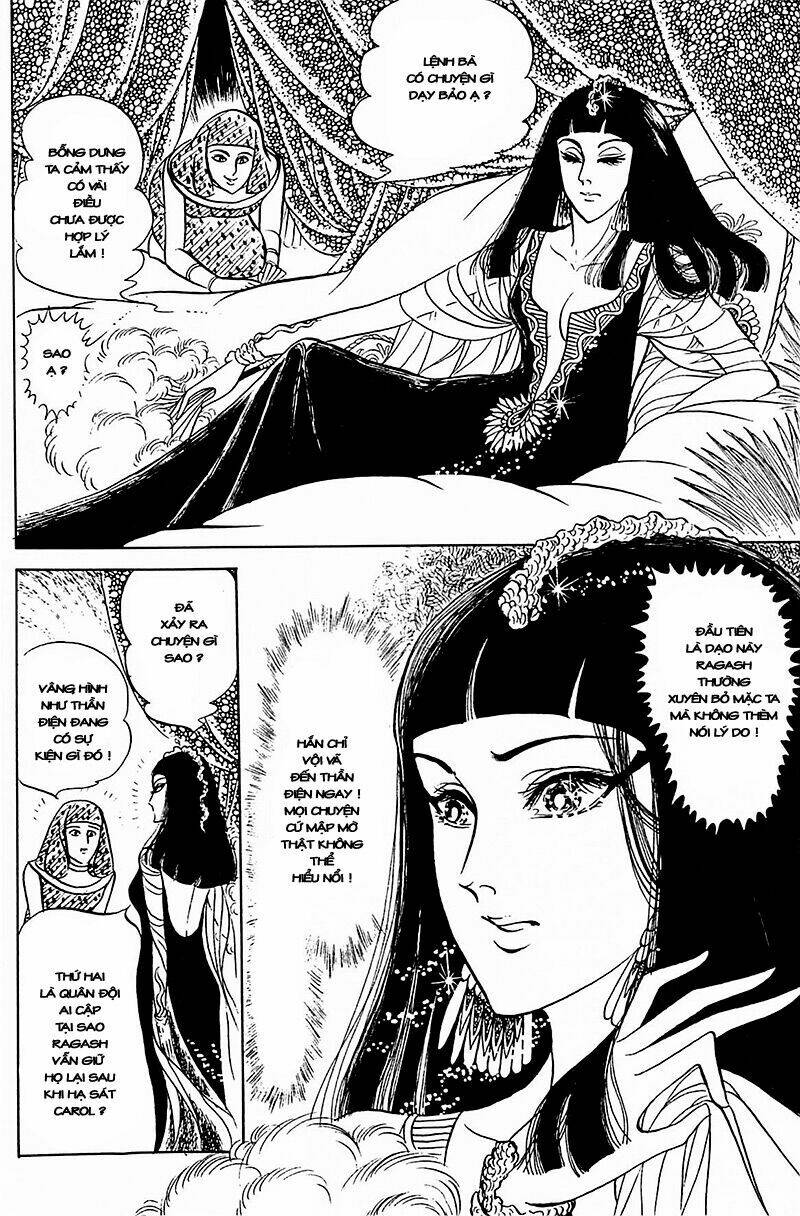 LỆNH BÀ
CÓ CHUYỆN GÌ
DẠY BẢO Ạ ?
BỖNG DƯNG
TA CẢM THẤY
CÓ VÀI
ĐIỀU
CHƯA ĐƯỢC
HỢP LÝ
LẮM !
SAO
Ạ ?
ĐẦU TIÊN
LÀ DẠO NÀY
RAGASH
THƯỜNG
XUYÊN BỎ MẶC TA
MÀ KHÔNG THÈM
NÓI LÝ DO !
HẮN CHỈ
VỘI VÃ
ĐẾN THẦN
ĐIỆN NGAY !
MỌI CHUYỆN
CỨ MẬP MỜ
THẬT KHÔNG
THỂ
HIỂU NỔI !
ĐÃ
XẢY RA
CHUYỆN GÌ
SAO ?
VÂNG, HÌNH
NHƯ THẦN
ĐIỆN ĐANG
CÓ SỰ
KIỆN GÌ ĐÓ !
THỨ HAI
LÀ QUÂN ĐỘI
AI CẬP
TẠI SAO
RAGASH
VẪN GIỮ
HỌ LẠI SAU
KHI HẠ SÁT
CAROL ?